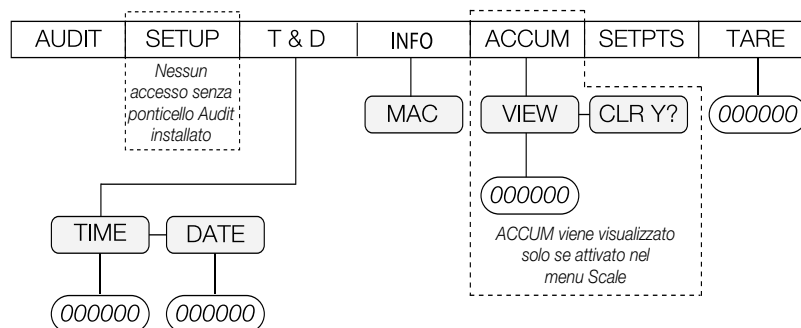 AUDIT SETUP T & D INFO ACCUM SETPTS TARE
Nessun
accesso senza
ponticello Audit
installato
MAC VIEW CLR Y? 000000
000000
ACCUM viene visualizzato
solo se attivato nel
menu Scale
TIME DATE
000000 000000